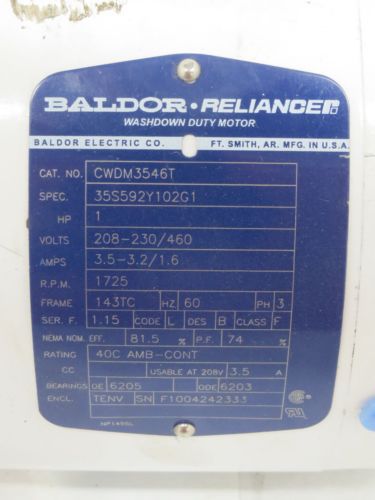 BALDOR · RELIANCE
WASHDOWN DUTY MOTOR
BALDOR ELECTRIC CO. FT. SMITH, AR. MFG. IN U.S.A.
CAT. NO. CWDM3546T
SPEC. 35S592Y102G1
HP 1
VOLTS 208-230/460
AMPS 3.5-3.2/1.6
R.P.M. 1725
FRAME 143TC HZ 60 PH 3
SER. F. 1.15 CODE L DES B CLASS F
NEMA NOM. EFF. 81.5 % P.F. 74 %
RATING 40C AMB-CONT
CC USABLE AT 208V 3.5 A
BEARINGS DE 6205 ODE 6203
ENCL. TENV SN F1004242333